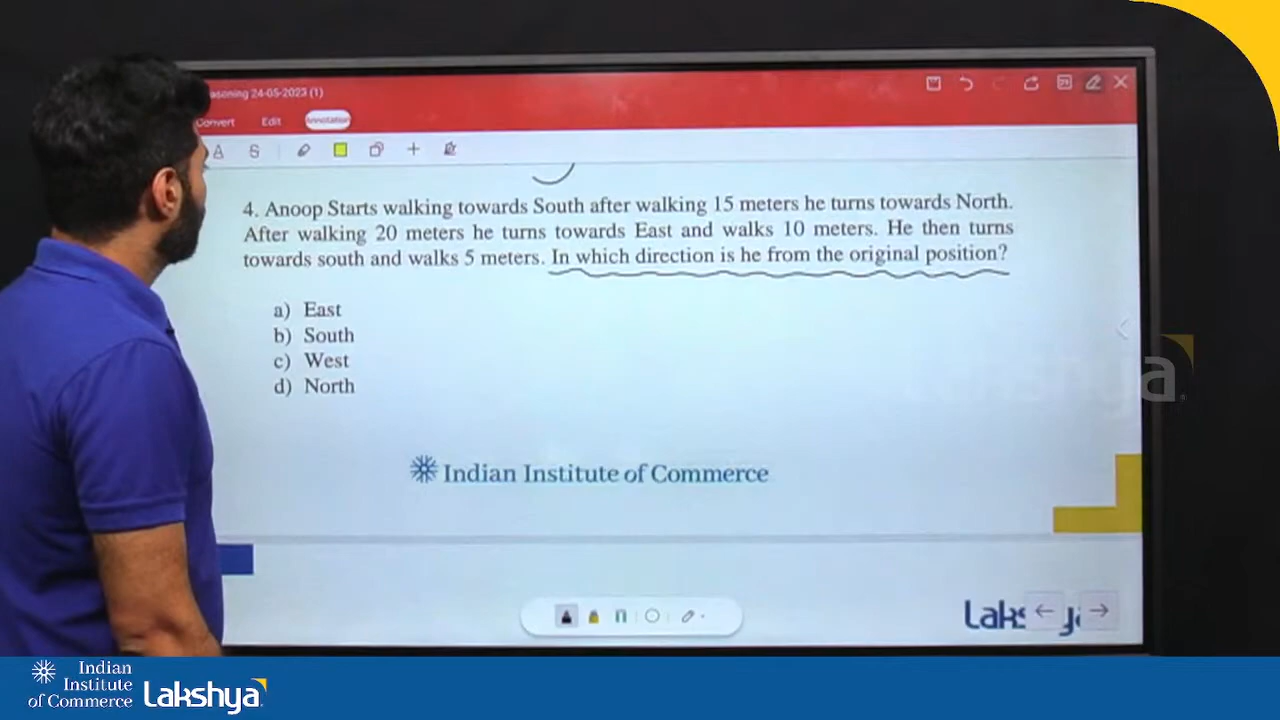 asoning 24-05-2023 (1)
Convert Edit Annotation
4. Anoop Starts walking towards South after walking 15 meters he turns towards North.
After walking 20 meters he turns towards East and walks 10 meters. He then turns
towards south and walks 5 meters. In which direction is he from the original position?
a) East
b) South
c) West
d) North
Indian Institute of Commerce
Indian
Institute
of Commerce
Lakshya